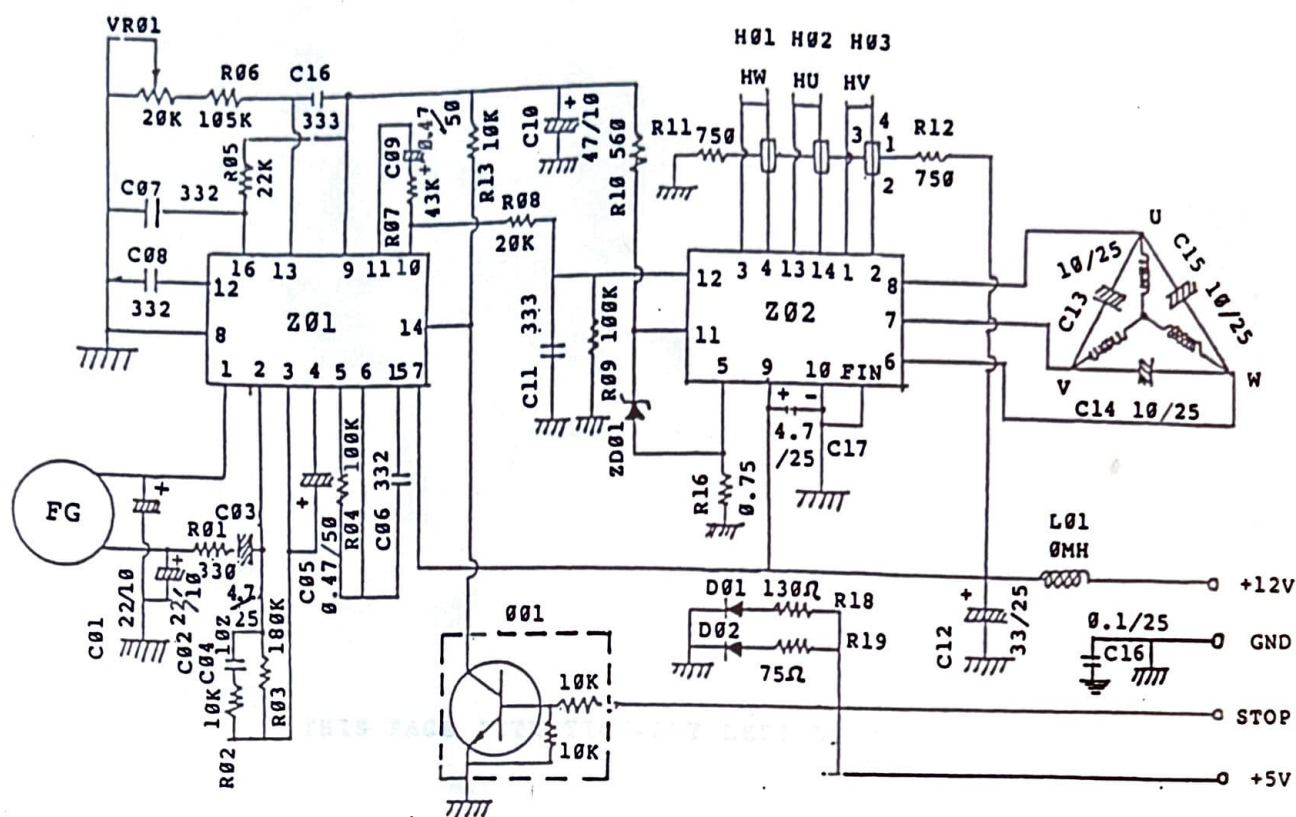 VR01
H01 H02 H03
HW HU HV
R06 C16
20K 105K 333
R05 22K
C07 332
C08
332
C09 0.47/50
R07 43K
R13 10K
C10 47/10
R10 560
R11 750
3 4 1 2
R12
750
R08
20K
16 13 9 11 10
12
8
14
Z01
1 2 3 4 5 6 15 7
12
11
3 4 13 14 1 2
8
7
6
Z02
5 9 10 FIN
U
V
W
C13 10/25
C15 10/25
C14 10/25
C11 333
R09 100K
ZD01
R16 0.75
4.7/25
C17
FG
C01 22/10
C02 22/10
R01
330
C03
4.7/25
C04 10Z
10K
R02
R03 180K
C05 0.47/50
R04 100K
C06 332
001
10K
10K
D01 130Ω R18
D02 R19
75Ω
L01
0MH
C12 33/25
0.1/25
C16
+12V
GND
STOP
+5V